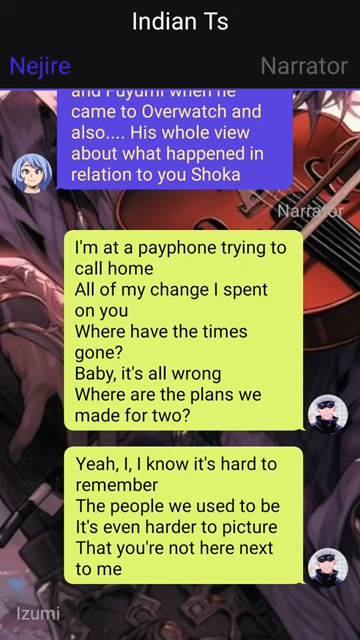 Indian Ts
Nejire
Narrator
and Fuyumi when he
came to Overwatch and
also.... His whole view
about what happened in
relation to you Shoka
Narrator
I'm at a payphone trying to
call home
All of my change I spent
on you
Where have the times
gone?
Baby, it's all wrong
Where are the plans we
made for two?
Yeah, I, I know it's hard to
remember
The people we used to be
It's even harder to picture
That you're not here next
to me
Izumi